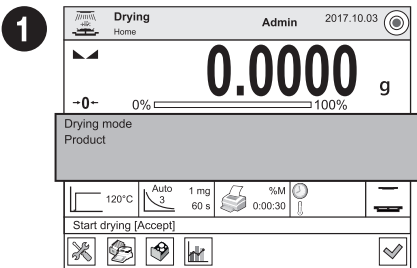 1
Drying
Home
Admin
2017.10.03
0.0000 g
→0←
0% 100%
Drying mode
Product
120°C
Auto
3
1 mg
60 s
%M
0:00:30
Start drying [Accept]